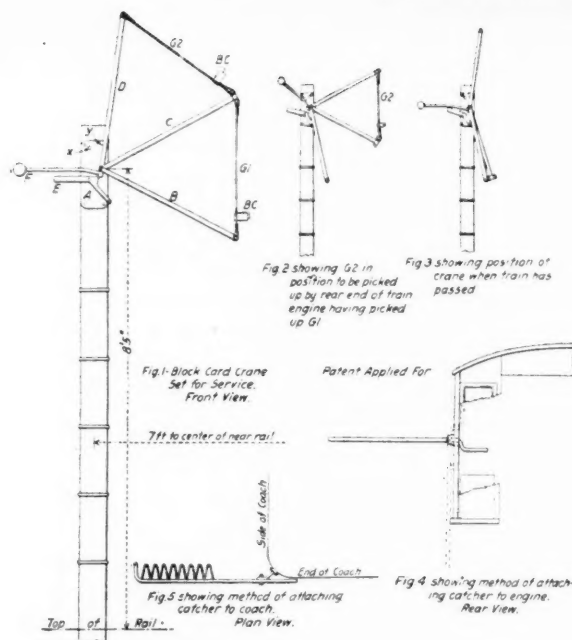 G2
BC
D
y
x
C
G1
F
E
A
B
BC
8'5"
G2
Fig. 2 showing G2 in
position to be picked
up by rear end of train
engine having picked
up G1
Fig. 3 showing position of
crane when train has
passed
Fig. 1-Block Card Crane
Set for Service.
Front View.
Patent Applied For
7ft to center of near rail
Side of Coach
End of Coach
Fig. 5 showing method of attaching
catcher to coach.
Plan View.
Fig 4 showing method of attach-
ing catcher to engine.
Rear View.
Top of Rail